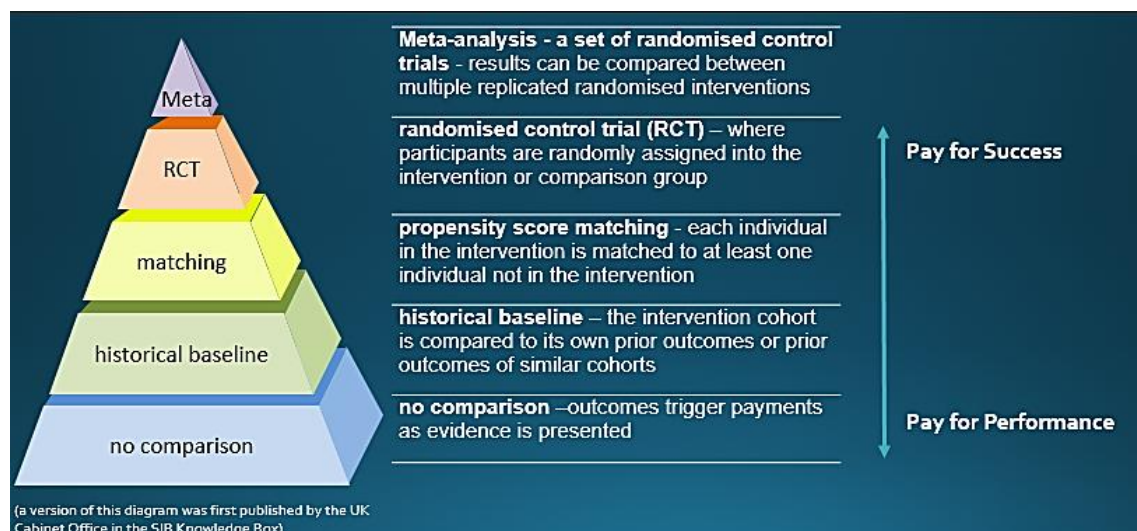 Meta
RCT
matching
historical baseline
no comparison
Meta-analysis - a set of randomised control
trials - results can be compared between
multiple replicated randomised interventions
randomised control trial (RCT) – where
participants are randomly assigned into the
intervention or comparison group
propensity score matching - each individual
in the intervention is matched to at least one
individual not in the intervention
historical baseline – the intervention cohort
is compared to its own prior outcomes or prior
outcomes of similar cohorts
no comparison –outcomes trigger payments
as evidence is presented
Pay for Success
Pay for Performance
(a version of this diagram was first published by the UK
Cabinet Office in the SIB Knowledge Box)